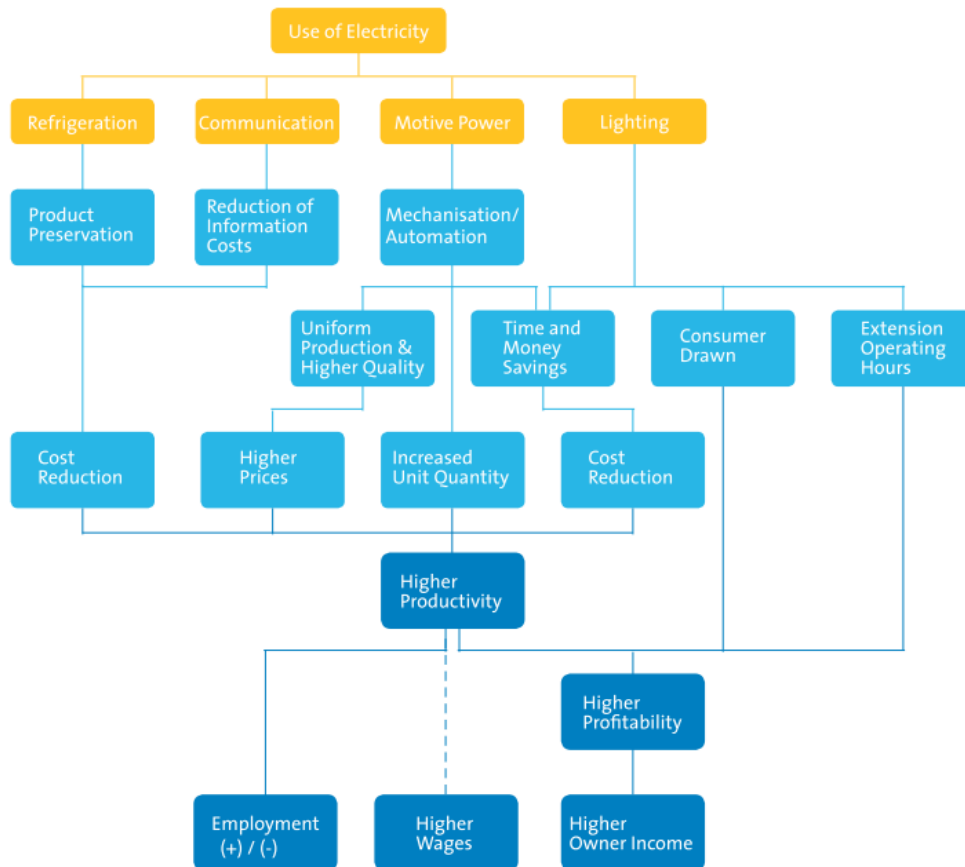 Use of Electricity
Refrigeration
Communication
Motive Power
Lighting
Product
Preservation
Reduction of
Information
Costs
Mechanisation/
Automation
Uniform
Production &
Higher Quality
Time and
Money
Savings
Consumer
Drawn
Extension
Operating
Hours
Cost
Reduction
Higher
Prices
Increased
Unit Quantity
Cost
Reduction
Higher
Productivity
Higher
Profitability
Employment
(+) / (-)
Higher
Wages
Higher
Owner Income